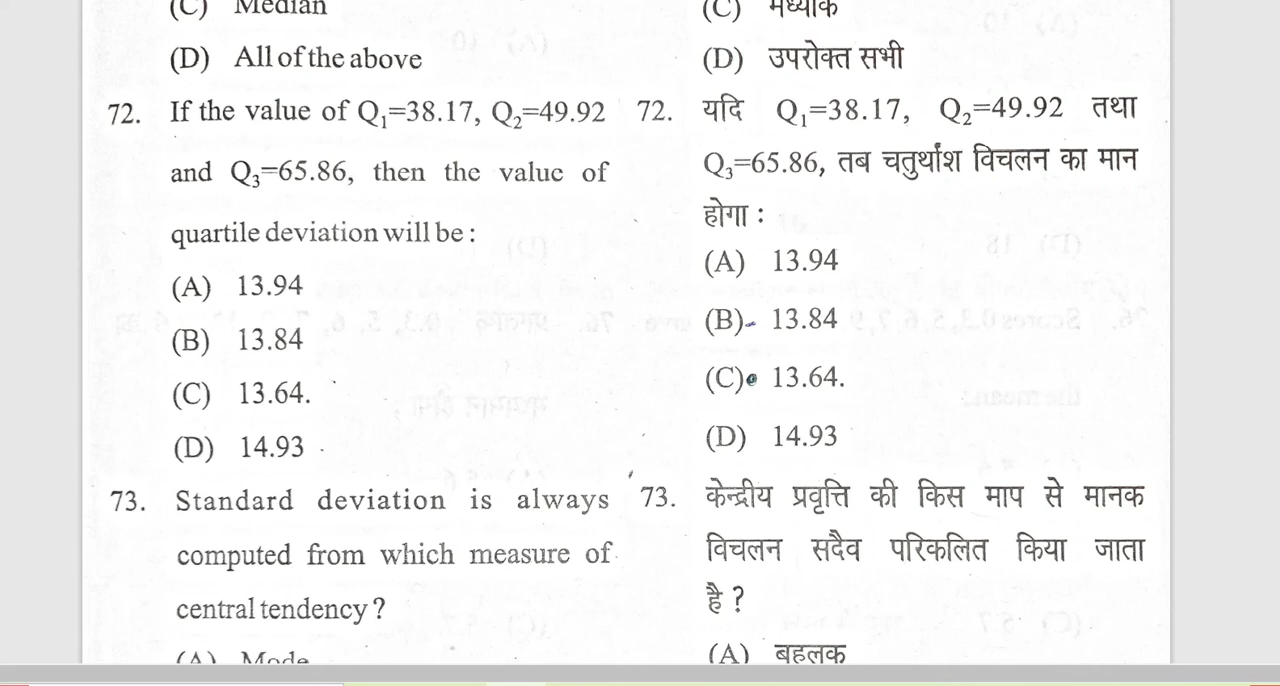 (C) Median
(D) All of the above
72. If the value of Q₁=38.17, Q₂=49.92
and Q₃=65.86, then the value of
quartile deviation will be :
(A) 13.94
(B) 13.84
(C) 13.64.
(D) 14.93
73. Standard deviation is always
computed from which measure of
central tendency ?
(A) Mode
(C) मध्यांक
(D) उपरोक्त सभी
72. यदि Q₁=38.17, Q₂=49.92 तथा
Q₃=65.86, तब चतुर्थांश विचलन का मान
होगा :
(A) 13.94
(B) 13.84
(C) 13.64.
(D) 14.93
73. केन्द्रीय प्रवृत्ति की किस माप से मानक
विचलन सदैव परिकलित किया जाता
है ?
(A) बहुलक